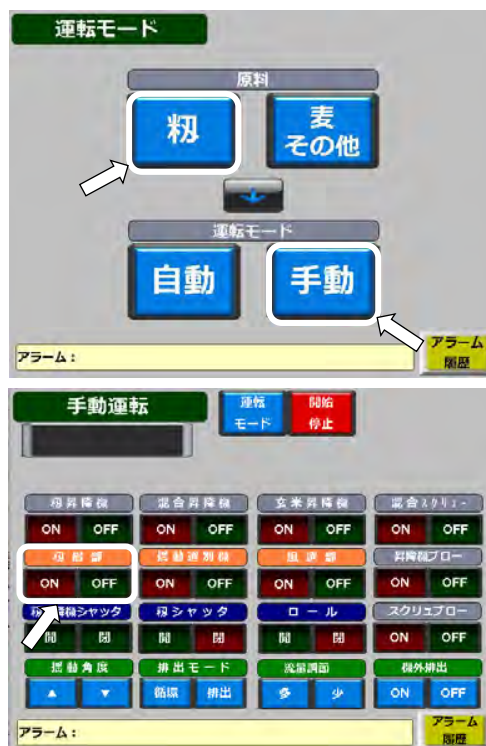 運転モード
原料
籾
麦
その他
運転モード
自動
手動
アラーム：
アラーム
履歴
手動運転
運転
モード
開始
停止
籾昇降機
混合昇降機
玄米昇降機
混合スクリュー
ON OFF
ON OFF
ON OFF
ON OFF
揺動選別機
風選部
昇降機ブロー
ON OFF
ON OFF
ON OFF
ON OFF
籾シャッタ
ロール
スクリュブロー
開 閉
開 閉
開 閉
ON OFF
揺動角度
排出モード
流量調節
機外排出
▲ ▼
循環 排出
多 少
ON OFF
アラーム：
アラーム
履歴